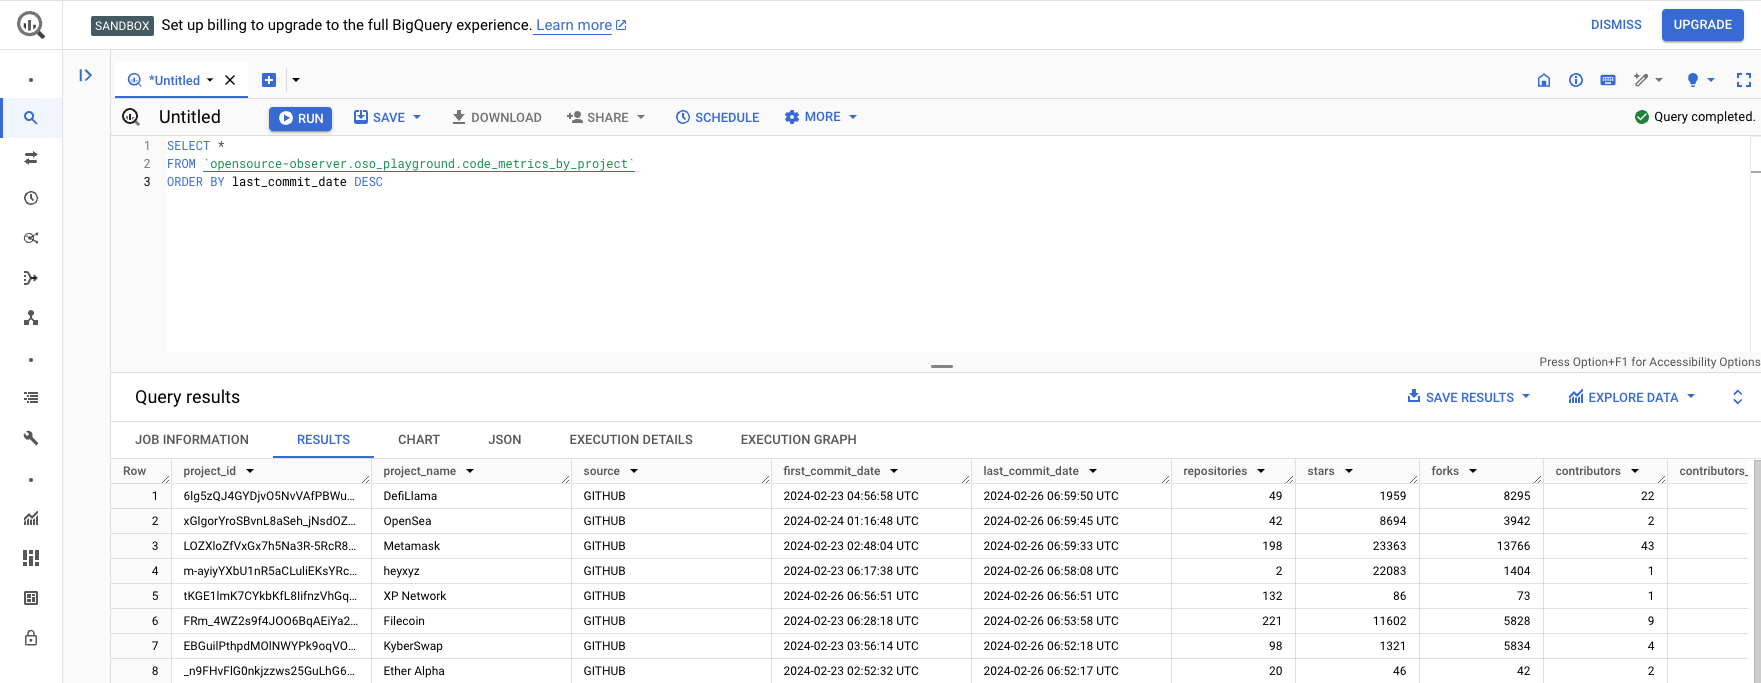 SANDBOX Set up billing to upgrade to the full BigQuery experience. Learn more DISMISS UPGRADE
*Untitled
Untitled RUN SAVE DOWNLOAD SHARE SCHEDULE MORE Query completed.
1 SELECT *
2 FROM `opensource-observer.oso_playground.code_metrics_by_project`
3 ORDER BY last_commit_date DESC
Press Option+F1 for Accessibility Options
Query results SAVE RESULTS EXPLORE DATA
JOB INFORMATION RESULTS CHART JSON EXECUTION DETAILS EXECUTION GRAPH
Row project_id project_name source first_commit_date last_commit_date repositories stars forks contributors contributors_
1 6Ig5zQJ4GYDjvO5NvVAfPBWu... DefiLlama GITHUB 2024-02-23 04:56:58 UTC 2024-02-26 06:59:50 UTC 49 1959 8295 22
2 xGlgorYroSBvnL8aSeh_jNsdOZ... OpenSea GITHUB 2024-02-24 01:16:48 UTC 2024-02-26 06:59:45 UTC 42 8694 3942 2
3 LOZXloZfVxGx7h5Na3R-5RcR8... Metamask GITHUB 2024-02-23 02:48:04 UTC 2024-02-26 06:59:33 UTC 198 23363 13766 43
4 m-ayiyYXbU1nR5aCLuliEKsYRc... heyxyz GITHUB 2024-02-23 06:17:38 UTC 2024-02-26 06:58:08 UTC 2 22083 1404 1
5 tKGE1lmK7CYkbKfL8IifnzVhGq... XP Network GITHUB 2024-02-26 06:56:51 UTC 2024-02-26 06:56:51 UTC 132 86 73 1
6 FRm_4WZ2s9f4JOO6BqAEiYa2... Filecoin GITHUB 2024-02-23 06:28:18 UTC 2024-02-26 06:53:58 UTC 221 11602 5828 9
7 EBGuilPthpdMOlNWYPk9oqVO... KyberSwap GITHUB 2024-02-23 03:56:14 UTC 2024-02-26 06:52:18 UTC 98 1321 5834 4
8 _n9FHvFlG0nkjzzws25GuLhG6... Ether Alpha GITHUB 2024-02-23 02:52:32 UTC 2024-02-26 06:52:17 UTC 20 46 42 2